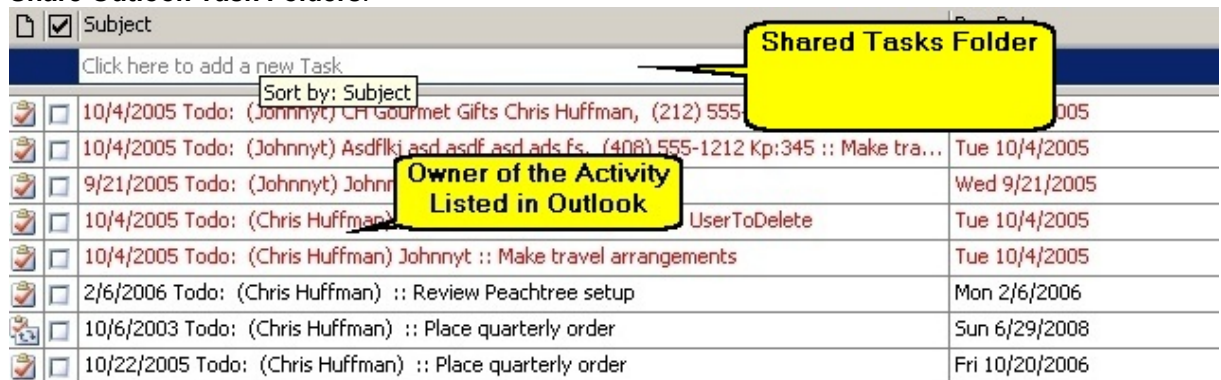 Share Outlook Task Folders.
Subject
Shared Tasks Folder
Click here to add a new Task
Sort by: Subject
10/4/2005 Todo: (Johnnyt) CH Gourmet Gifts Chris Huffman, (212) 555- 005
10/4/2005 Todo: (Johnnyt) Asdflkj asd asdf asd ads fs, (408) 555-1212 Kp:345 :: Make tra... Tue 10/4/2005
9/21/2005 Todo: (Johnnyt) Wed 9/21/2005
Owner of the Activity
Listed in Outlook
10/4/2005 Todo: (Chris Huffman) UserToDelete Tue 10/4/2005
10/4/2005 Todo: (Chris Huffman) Johnnyt :: Make travel arrangements Tue 10/4/2005
2/6/2006 Todo: (Chris Huffman) :: Review Peachtree setup Mon 2/6/2006
10/6/2003 Todo: (Chris Huffman) :: Place quarterly order Sun 6/29/2008
10/22/2005 Todo: (Chris Huffman) :: Place quarterly order Fri 10/20/2006